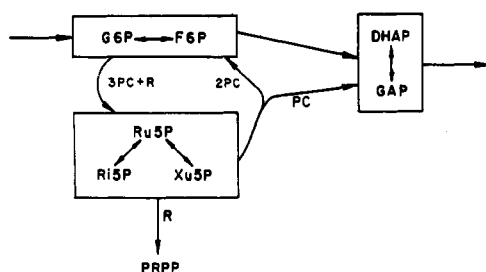 G6P F6P
DHAP
GAP
3PC+R
2PC
PC
Ru5P
Ri5P Xu5P
R
PRPP